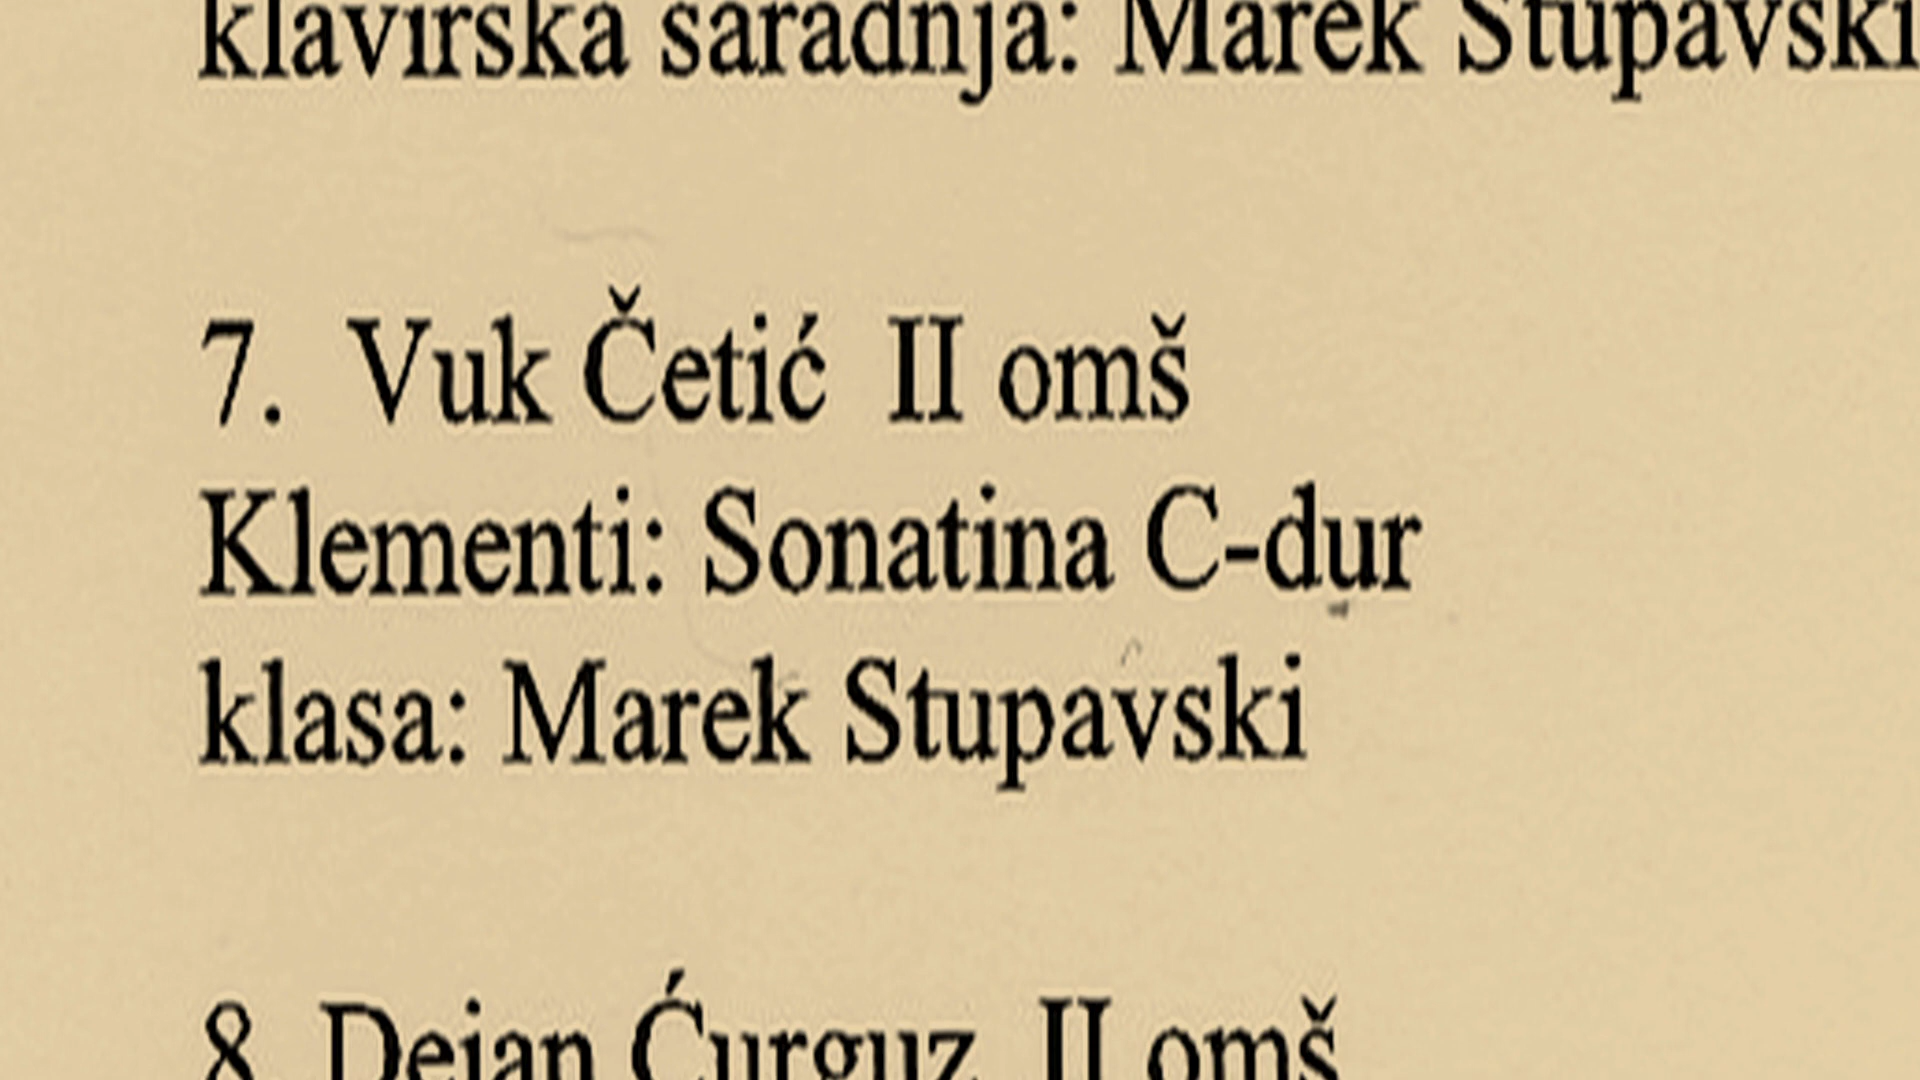 klavirska saradnja: Marek Stupavski
7. Vuk Četić II omš
Klementi: Sonatina C-dur
klasa: Marek Stupavski
8 Dejan Ćurguz II omš